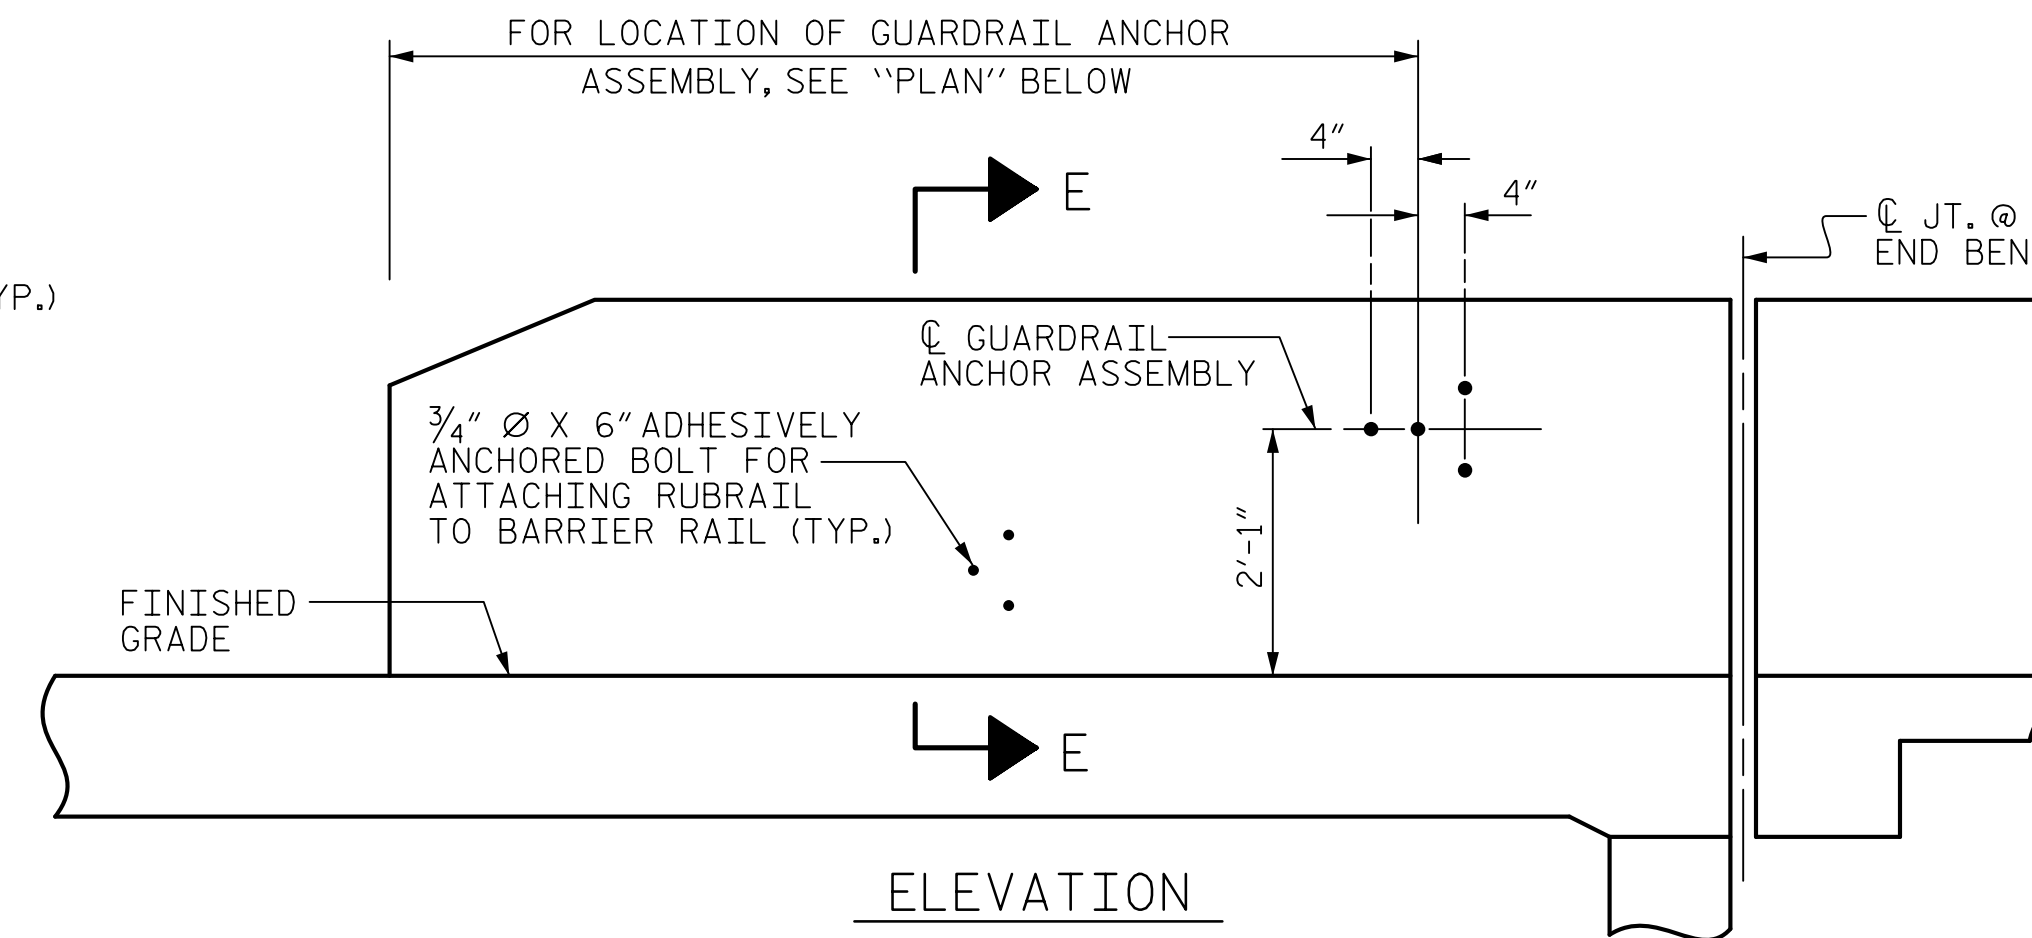 FOR LOCATION OF GUARDRAIL ANCHOR
ASSEMBLY, SEE ‵‵PLAN″ BELOW
4″
4″
E
℄ JT. @
END BEN
YP.)
℄ GUARDRAIL
ANCHOR ASSEMBLY
¾″ Ø X 6″ ADHESIVELY
ANCHORED BOLT FOR
ATTACHING RUBRAIL
TO BARRIER RAIL (TYP.)
2′-1″
FINISHED
GRADE
E
ELEVATION